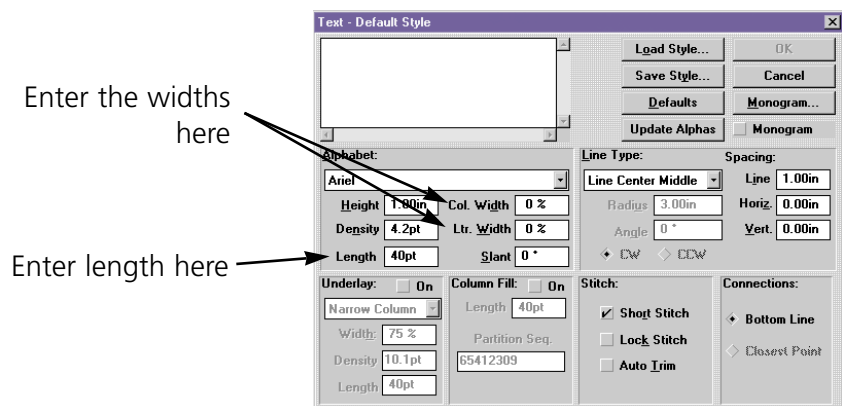 Text - Default Style
Load Style...
OK
Save Style...
Cancel
Defaults
Monogram...
Update Alphas
Monogram
Enter the widths
here
Alphabet:
Ariel
Height 1.00in Col. Width 0 %
Density 4.2pt Ltr. Width 0 %
Length 40pt Slant 0 °
Enter length here
Line Type:
Line Center Middle
Radius 3.00in
Angle 0 °
CW CCW
Spacing:
Line 1.00in
Horiz. 0.00in
Vert. 0.00in
Underlay: On
Narrow Column
Width: 75 %
Density 10.1pt
Length 40pt
Column Fill: On
Length 40pt
Partition Seq.
65412309
Stitch:
Short Stitch
Lock Stitch
Auto Trim
Connections:
Bottom Line
Closest Point